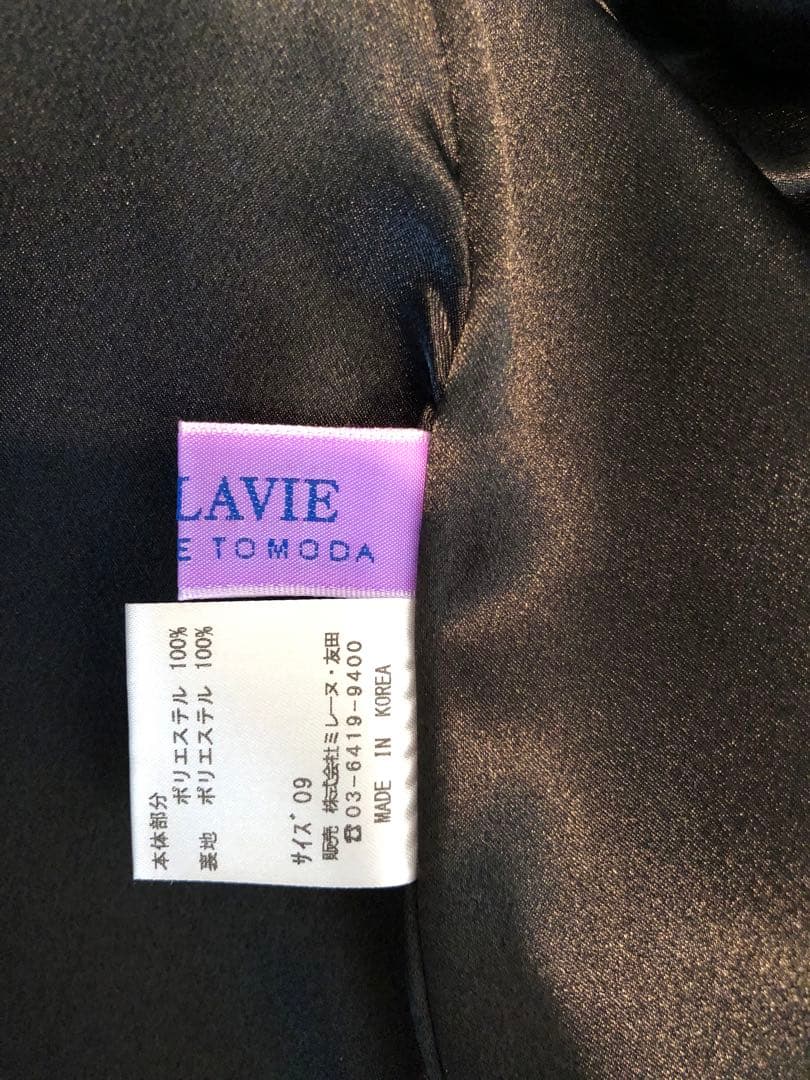 LAVIE
E TOMODA
本体部分
ポリエステル 100%
裏地 ポリエステル 100%
サイズ 09
販売 株式会社ミレーヌ・友田
☎03-6419-9400
MADE IN KOREA